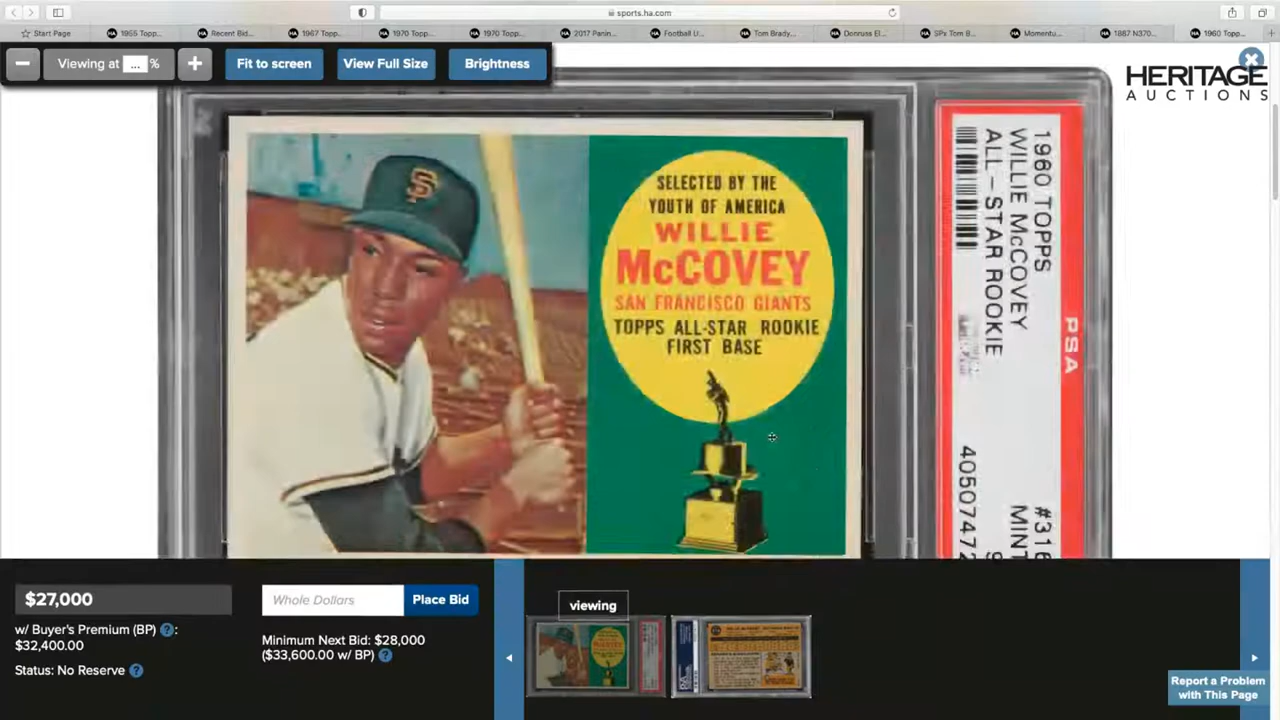 sports.ha.com
Start Page
1955 Topp...
Recent Bid...
1967 Topp...
1970 Topp...
1970 Topp...
2017 Panin...
Football U...
Tom Brady...
Donruss El...
SPx Tom B...
Momentu...
1887 N370...
1960 Topp...
Viewing at ... %
Fit to screen
View Full Size
Brightness
HERITAGE
AUCTIONS
SF
SELECTED BY THE
YOUTH OF AMERICA
WILLIE
McCOVEY
SAN FRANCISCO GIANTS
TOPPS ALL-STAR ROOKIE
FIRST BASE
1960 TOPPS
WILLIE McCOVEY
ALL-STAR ROOKIE
PSA
#316
MINT
4050747
$27,000
w/ Buyer's Premium (BP) ?:
$32,400.00
Status: No Reserve ?
Whole Dollars
Place Bid
Minimum Next Bid: $28,000
($33,600.00 w/ BP) ?
viewing
Report a Problem
with This Page